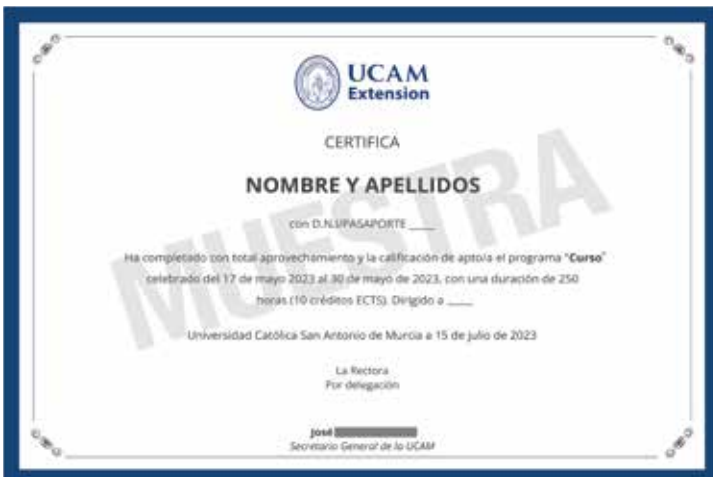 UCAM
Extension
CERTIFICA
NOMBRE Y APELLIDOS
con D.N.I/PASAPORTE _____
Ha completado con total aprovechamiento y la calificación de apto/a el programa "Curso"
celebrado del 17 de mayo 2023 al 30 de mayo de 2023, con una duración de 250
horas (10 créditos ECTS). Dirigido a _____
Universidad Católica San Antonio de Murcia a 15 de julio de 2023
La Rectora
Por delegación
José
Secretario General de la UCAM
MUESTRA